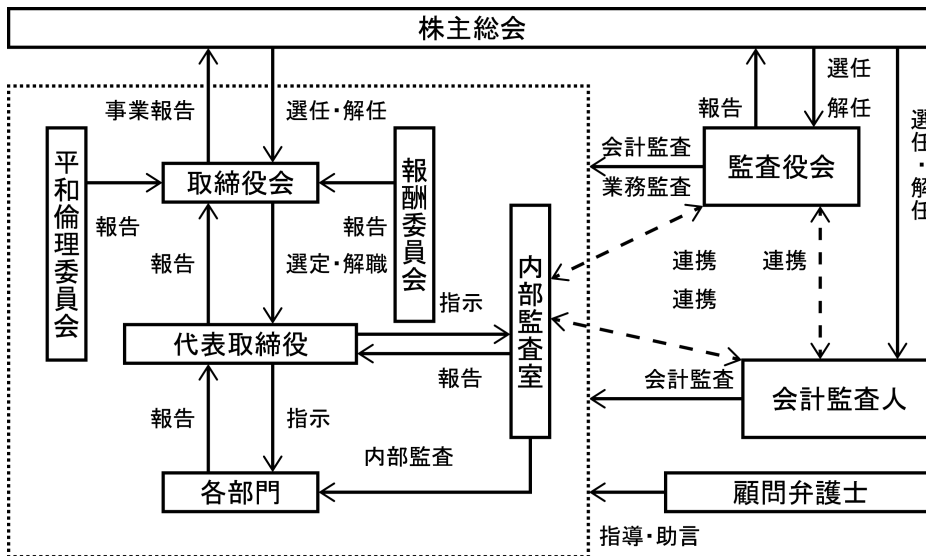 株主総会
事業報告
選任・解任
報告
選任
解任
選任・解任
平和倫理委員会
取締役会
報酬委員会
会計監査
業務監査
監査役会
報告
報告
報告
選定・解職
内部監査室
連携
連携
連携
指示
代表取締役
報告
会計監査
会計監査人
報告
指示
内部監査
各部門
顧問弁護士
指導・助言